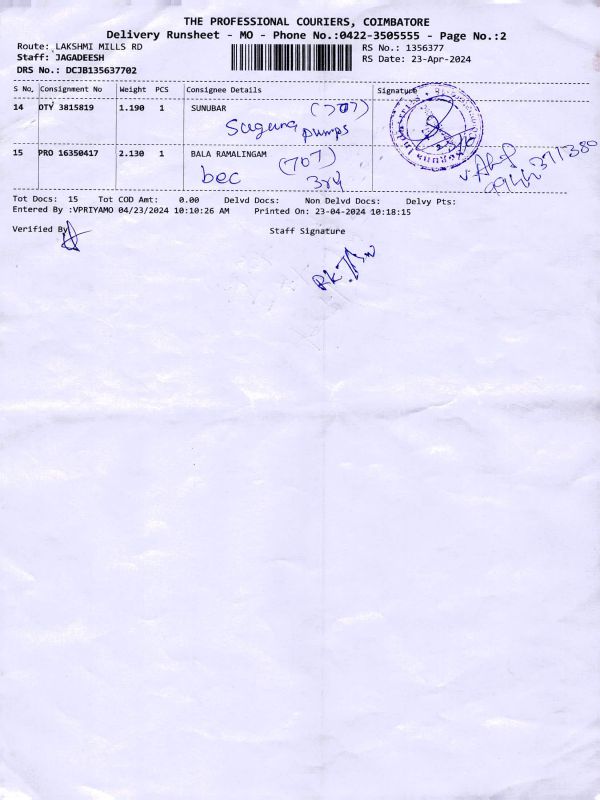 THE PROFESSIONAL COURIERS, COIMBATORE
Delivery Runsheet - MO - Phone No.:0422-3505555 - Page No.:2
Route: LAKSHMI MILLS RD
RS No.: 1356377
Staff: JAGADEESH
RS Date: 23-Apr-2024
DRS No.: DCJB135637702
S No. Consignment No Weight PCS Consignee Details Signature
14 DTY 3815819 1.190 1 SUNUBAR (707)
Saguna pumps
15 PRO 16350417 2.130 1 BALA RAMALINGAM (707)
bec 3rd
Tot Docs: 15 Tot COD Amt: 0.00 Delvd Docs: Non Delvd Docs: Delvy Pts:
Entered By :VPRIYAMO 04/23/2024 10:10:26 AM Printed On: 23-04-2024 10:18:15
Verified By
Staff Signature